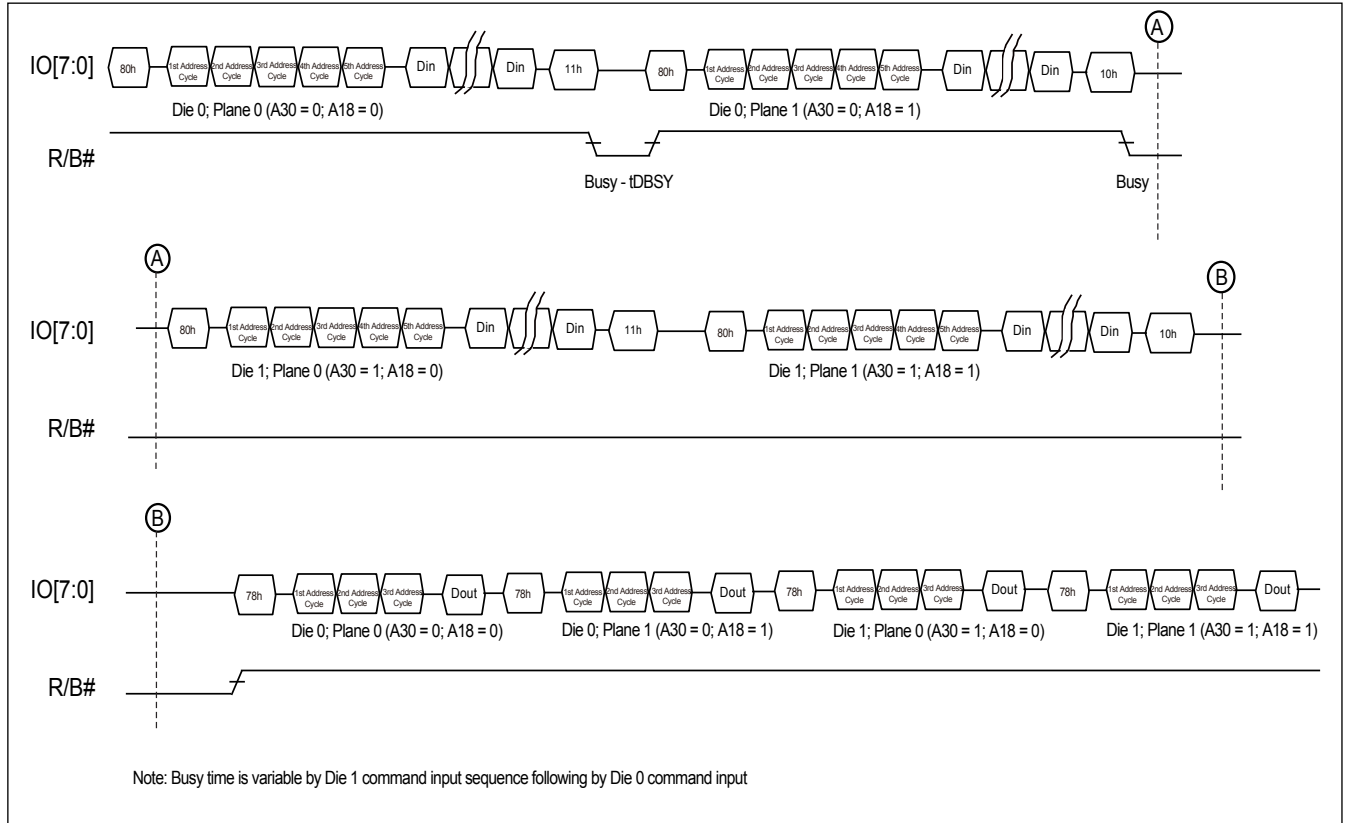 A
IO[7:0] 80h 1st Address Cycle 2nd Address Cycle 3rd Address Cycle 4th Address Cycle 5th Address Cycle Din Din 11h 80h 1st Address Cycle 2nd Address Cycle 3rd Address Cycle 4th Address Cycle 5th Address Cycle Din Din 10h
Die 0; Plane 0 (A30 = 0; A18 = 0) Die 0; Plane 1 (A30 = 0; A18 = 1)
R/B#
Busy - tDBSY Busy
A B
IO[7:0] 80h 1st Address Cycle 2nd Address Cycle 3rd Address Cycle 4th Address Cycle 5th Address Cycle Din Din 11h 80h 1st Address Cycle 2nd Address Cycle 3rd Address Cycle 4th Address Cycle 5th Address Cycle Din Din 10h
Die 1; Plane 0 (A30 = 1; A18 = 0) Die 1; Plane 1 (A30 = 1; A18 = 1)
R/B#
B
IO[7:0] 78h 1st Address Cycle 2nd Address Cycle 3rd Address Cycle Dout 78h 1st Address Cycle 2nd Address Cycle 3rd Address Cycle Dout 78h 1st Address Cycle 2nd Address Cycle 3rd Address Cycle Dout 78h 1st Address Cycle 2nd Address Cycle 3rd Address Cycle Dout
Die 0; Plane 0 (A30 = 0; A18 = 0) Die 0; Plane 1 (A30 = 0; A18 = 1) Die 1; Plane 0 (A30 = 1; A18 = 0) Die 1; Plane 1 (A30 = 1; A18 = 1)
R/B#
Note: Busy time is variable by Die 1 command input sequence following by Die 0 command input